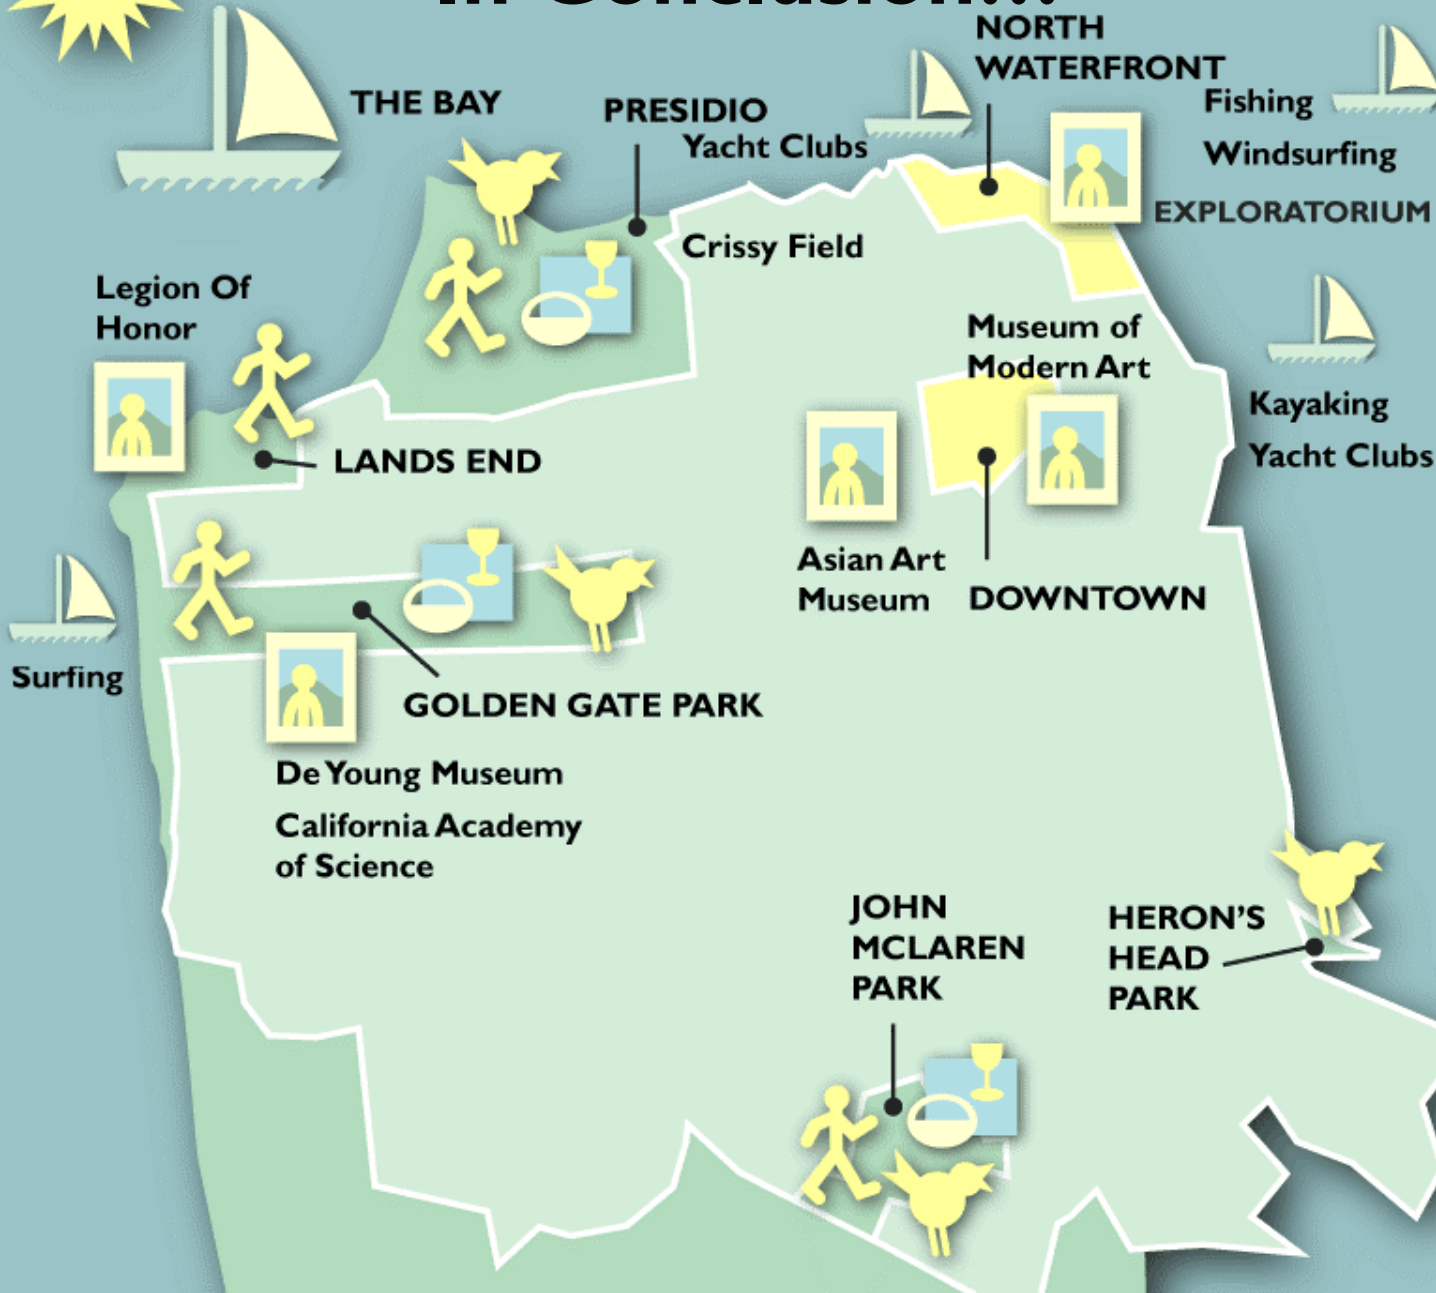 In Conclusion...
NORTH
WATERFRONT
THE BAY
PRESIDIO
Yacht Clubs
Fishing
Windsurfing
EXPLORATORIUM
Crissy Field
Legion Of
Honor
Museum of
Modern Art
Kayaking
Yacht Clubs
LANDS END
Asian Art
Museum
DOWNTOWN
Surfing
GOLDEN GATE PARK
De Young Museum
California Academy
of Science
JOHN
MCLAREN
PARK
HERON'S
HEAD
PARK